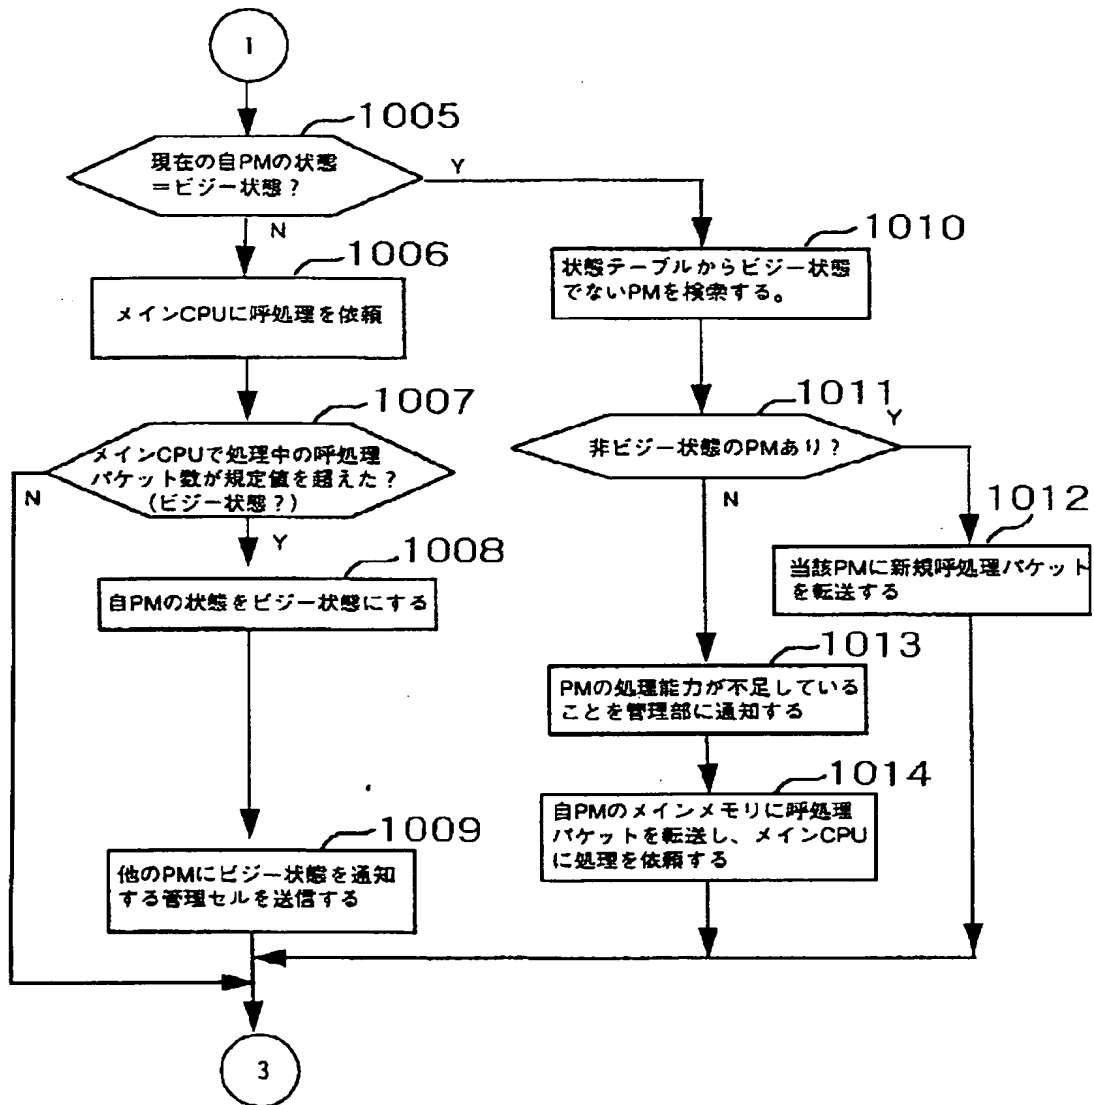 1
1005
現在の自PMの状態
=ビジー状態?
Y
N
1006
メインCPUに呼処理を依頼
1007
メインCPUで処理中の呼処理
パケット数が規定値を超えた?
(ビジー状態?)
N
Y
1008
自PMの状態をビジー状態にする
1009
他のPMにビジー状態を通知
する管理セルを送信する
1010
状態テーブルからビジー状態
でないPMを検索する。
1011
非ビジー状態のPMあり?
Y
N
1012
当該PMに新規呼処理パケット
を転送する
1013
PMの処理能力が不足している
ことを管理部に通知する
1014
自PMのメインメモリに呼処理
パケットを転送し、メインCPU
に処理を依頼する
3